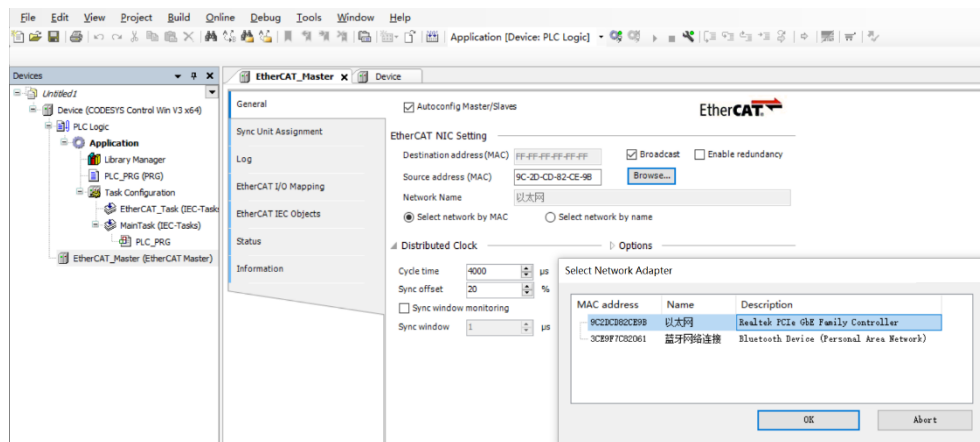 File Edit View Project Build Online Debug Tools Window Help
Application [Device: PLC Logic]
Devices
EtherCAT_Master
Device
Untitled1
Device (CODESYS Control Win V3 x64)
PLC Logic
Application
Library Manager
PLC_PRG (PRG)
Task Configuration
EtherCAT_Task (IEC-Tasks
MainTask (IEC-Tasks)
PLC_PRG
EtherCAT_Master (EtherCAT Master)
General
Sync Unit Assignment
Log
EtherCAT I/O Mapping
EtherCAT IEC Objects
Status
Information
Autoconfig Master/Slaves
EtherCAT
EtherCAT NIC Setting
Destination address (MAC) FF-FF-FF-FF-FF-FF Broadcast Enable redundancy
Source address (MAC) 9C-2D-CD-82-CE-9B Browse...
Network Name 以太网
Select network by MAC Select network by name
Distributed Clock Options
Cycle time 4000 µs
Sync offset 20 %
Sync window monitoring
Sync window 1 µs
Select Network Adapter
MAC address Name Description
9C2DCD82CE9B 以太网 Realtek PCIe GbE Family Controller
3CE9F7C82061 蓝牙网络连接 Bluetooth Device (Personal Area Network)
OK Abort